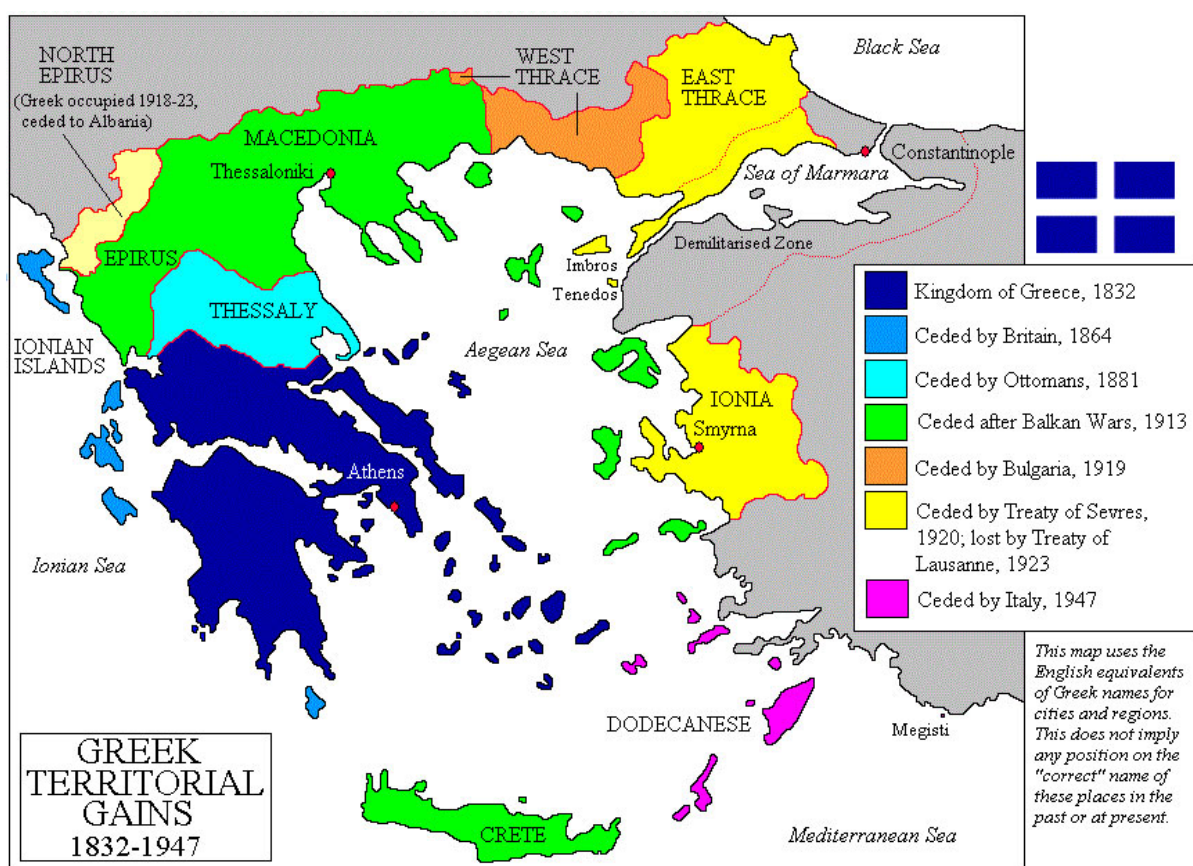 NORTH
EPIRUS
(Greek occupied 1918-23,
ceded to Albania)
WEST
THRACE
EAST
THRACE
Black Sea
MACEDONIA
Thessaloniki
Sea of Marmara
Constantinople
EPIRUS
Imbros
Tenedos
Demilitarised Zone
THESSALY
IONIAN
ISLANDS
Aegean Sea
IONIA
Smyrna
Athens
Ionian Sea
DODECANESE
Megisti
CRETE
Mediterranean Sea
Kingdom of Greece, 1832
Ceded by Britain, 1864
Ceded by Ottomans, 1881
Ceded after Balkan Wars, 1913
Ceded by Bulgaria, 1919
Ceded by Treaty of Sevres,
1920; lost by Treaty of
Lausanne, 1923
Ceded by Italy, 1947
This map uses the
English equivalents
of Greek names for
cities and regions.
This does not imply
any position on the
"correct" name of
these places in the
past or at present.
GREEK
TERRITORIAL
GAINS
1832-1947